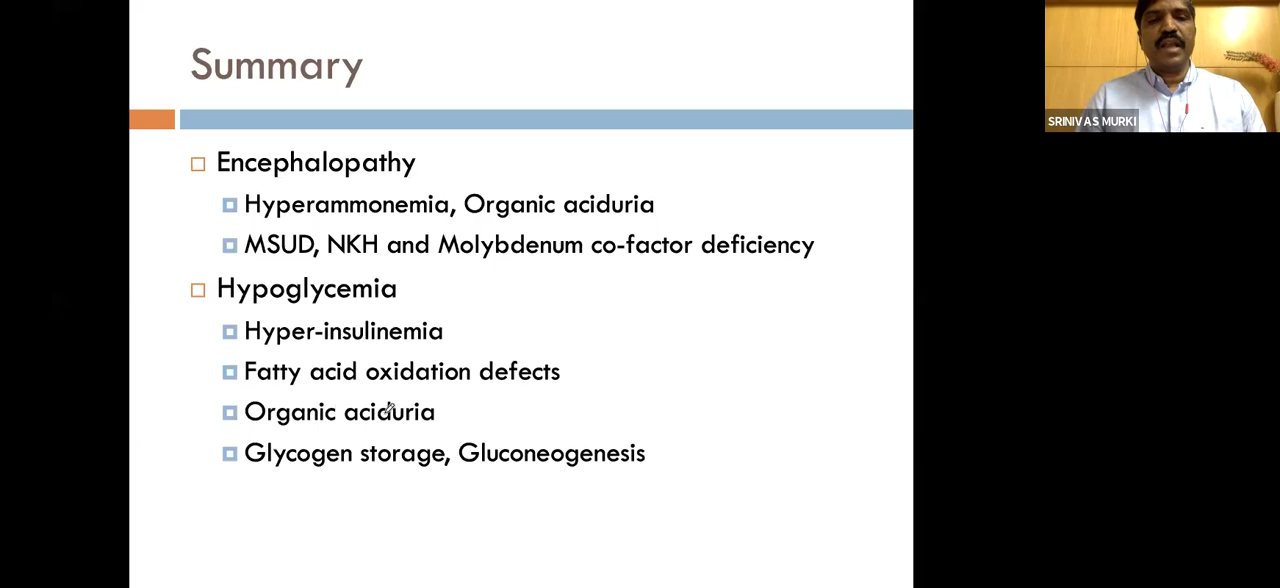 Summary
Encephalopathy
Hyperammonemia, Organic aciduria
MSUD, NKH and Molybdenum co-factor deficiency
Hypoglycemia
Hyper-insulinemia
Fatty acid oxidation defects
Organic aciduria
Glycogen storage, Gluconeogenesis
SRINIVAS MURKI